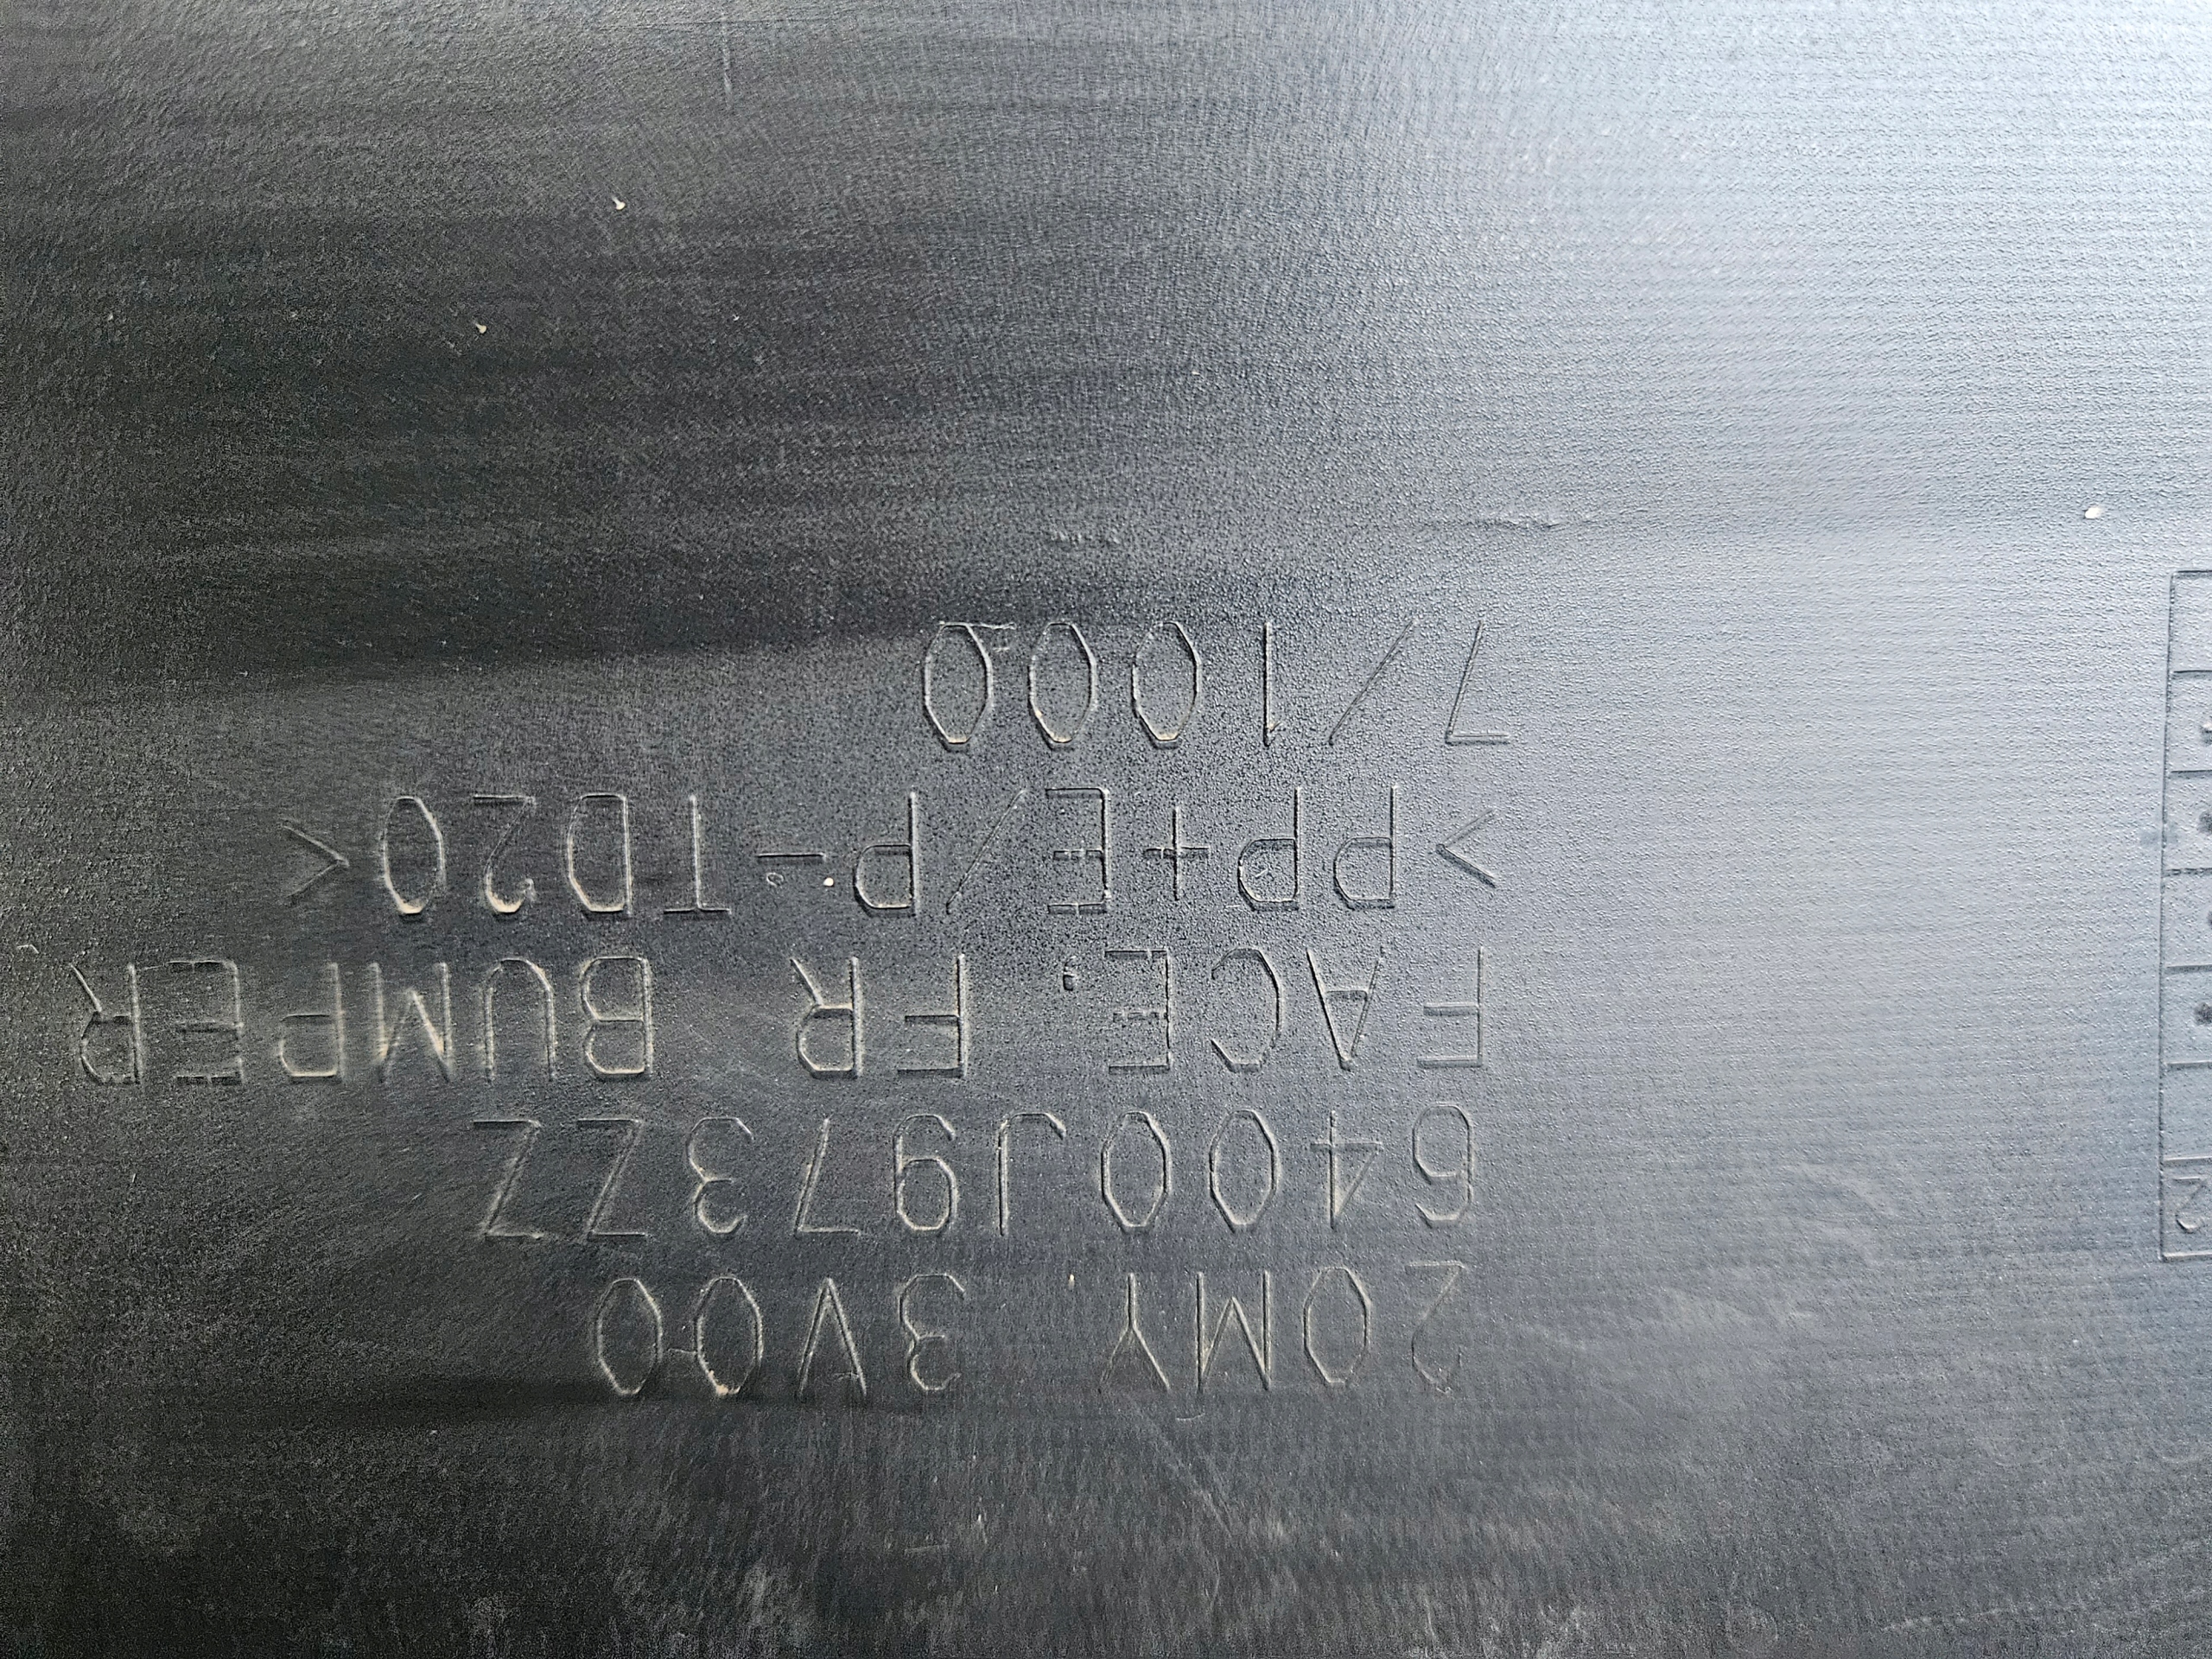 20MY 3V00
6400J973ZZ
FACE, FR BUMPER
>PP+E/P-TD20<
7/1000